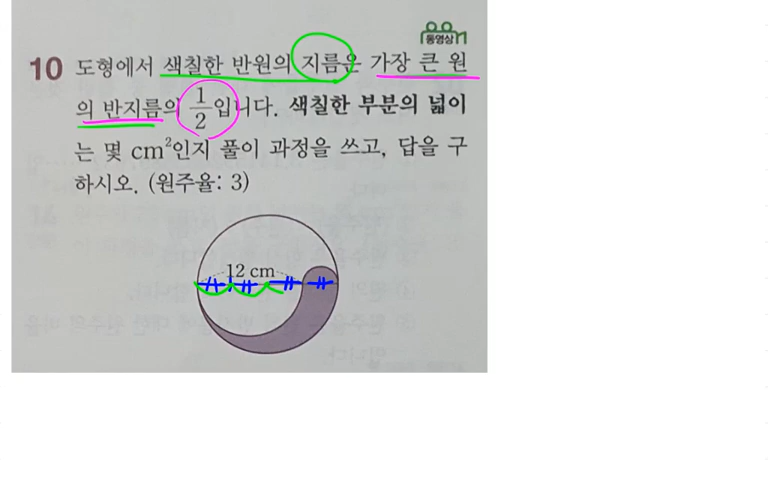 동영상
10 도형에서 색칠한 반원의 지름은 가장 큰 원
의 반지름의 1/2입니다. 색칠한 부분의 넓이
는 몇 cm²인지 풀이 과정을 쓰고, 답을 구
하시오. (원주율: 3)
12 cm